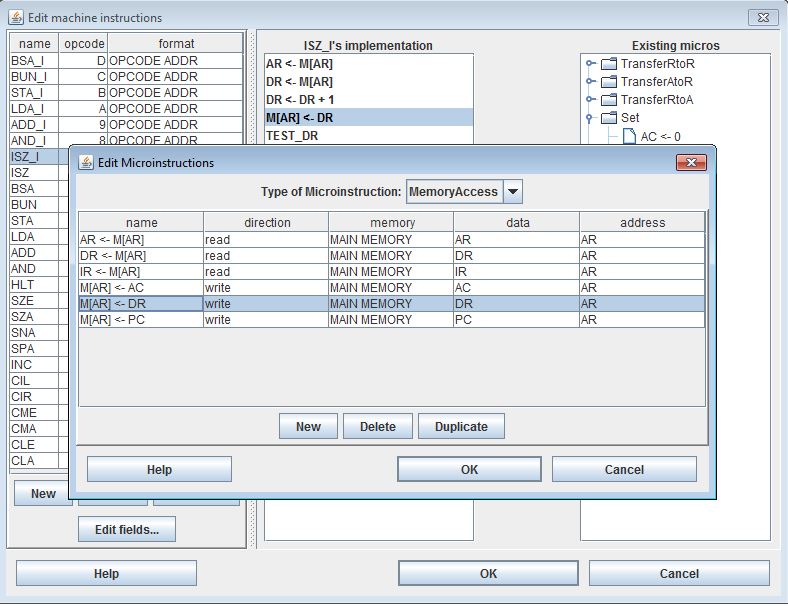 Edit machine instructions
name opcode format
BSA_I D OPCODE ADDR
BUN_I C OPCODE ADDR
STA_I B OPCODE ADDR
LDA_I A OPCODE ADDR
ADD_I 9 OPCODE ADDR
AND_I 8 OPCODE ADDR
ISZ_I
ISZ
BSA
BUN
STA
LDA
ADD
AND
HLT
SZE
SZA
SNA
SPA
INC
CIL
CIR
CME
CMA
CLE
CLA
New
Edit fields...
ISZ_I's implementation
AR <- M[AR]
DR <- M[AR]
DR <- DR + 1
M[AR] <- DR
TEST_DR
Existing micros
TransferRtoR
TransferAtoR
TransferRtoA
Set
AC <- 0
Edit Microinstructions
Type of Microinstruction: MemoryAccess
name direction memory data address
AR <- M[AR] read MAIN MEMORY AR AR
DR <- M[AR] read MAIN MEMORY DR AR
IR <- M[AR] read MAIN MEMORY IR AR
M[AR] <- AC write MAIN MEMORY AC AR
M[AR] <- DR write MAIN MEMORY DR AR
M[AR] <- PC write MAIN MEMORY PC AR
New Delete Duplicate
Help OK Cancel
Help OK Cancel